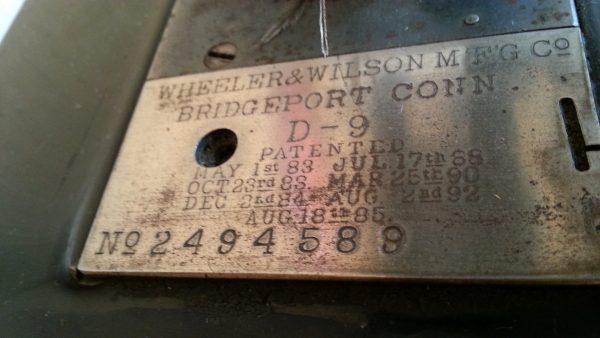 WHEELER & WILSON M'F'G Cº
BRIDGEPORT CONN
D-9
PATENTED
MAY 1st 83. JUL 17th 88
OCT 23rd 83. MAR 25th 90
DEC 2nd 84. AUG 2nd 92
AUG 18th 85.
Nº 2494589